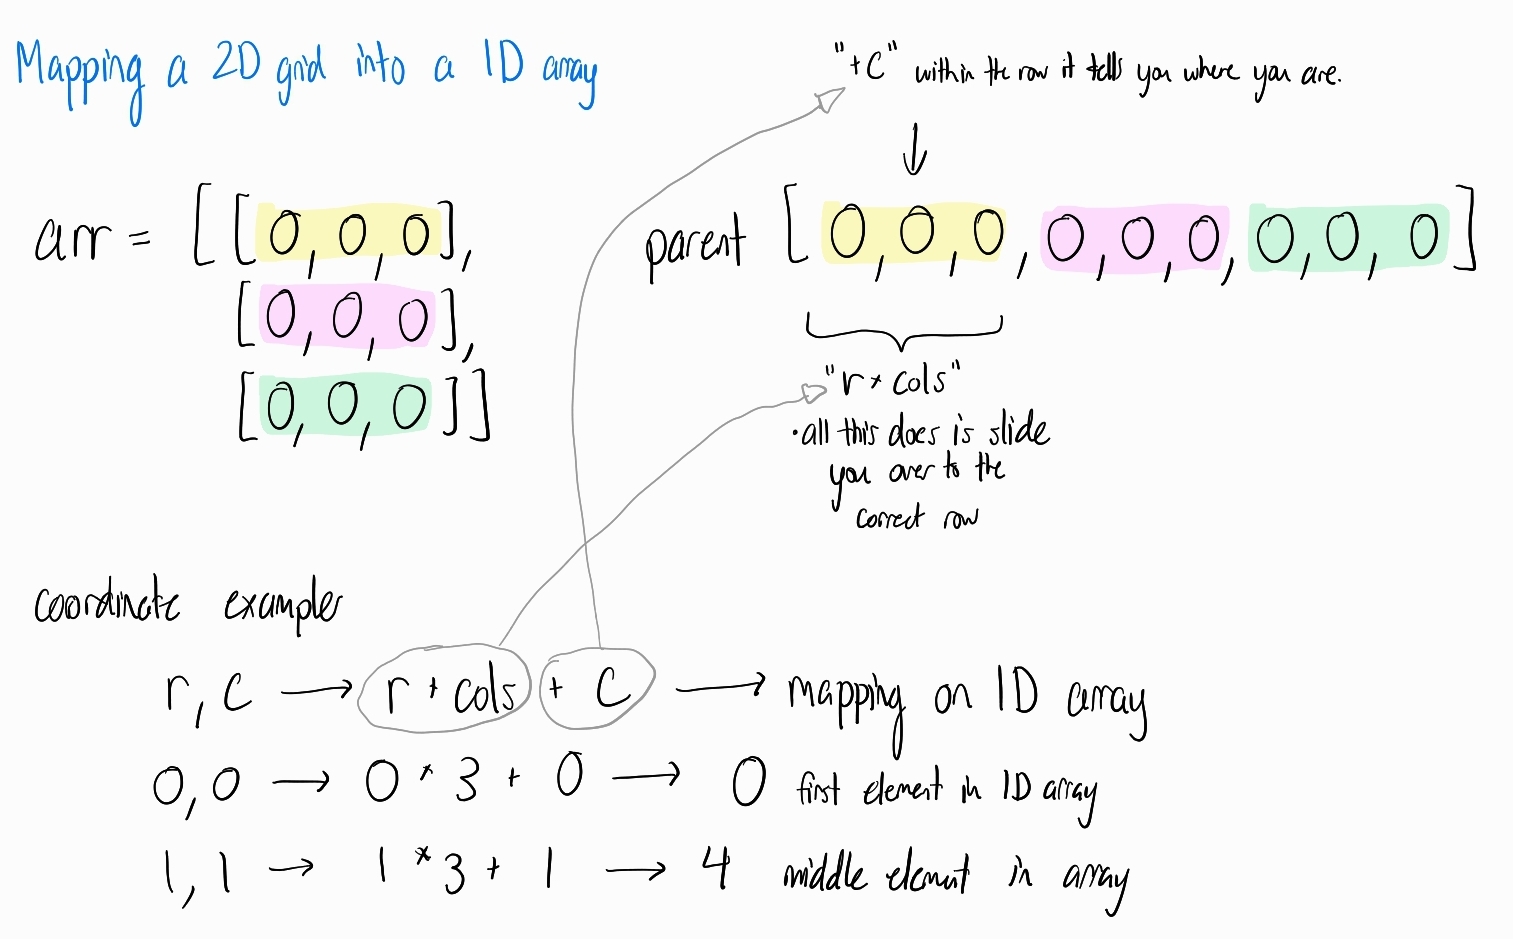 Mapping a 2D grid into a 1D array
"+C" within the row it tells you where you are.
arr = [[0, 0, 0],
[0, 0, 0],
[0, 0, 0]]
parent [0, 0, 0, 0, 0, 0, 0, 0, 0]
"r * cols"
• all this does is slide
you over to the
correct row
coordinate examples
r, c → r + cols + c → mapping on 1D array
0, 0 → 0 * 3 + 0 → 0 first element in 1D array
1, 1 → 1 * 3 + 1 → 4 middle element in array